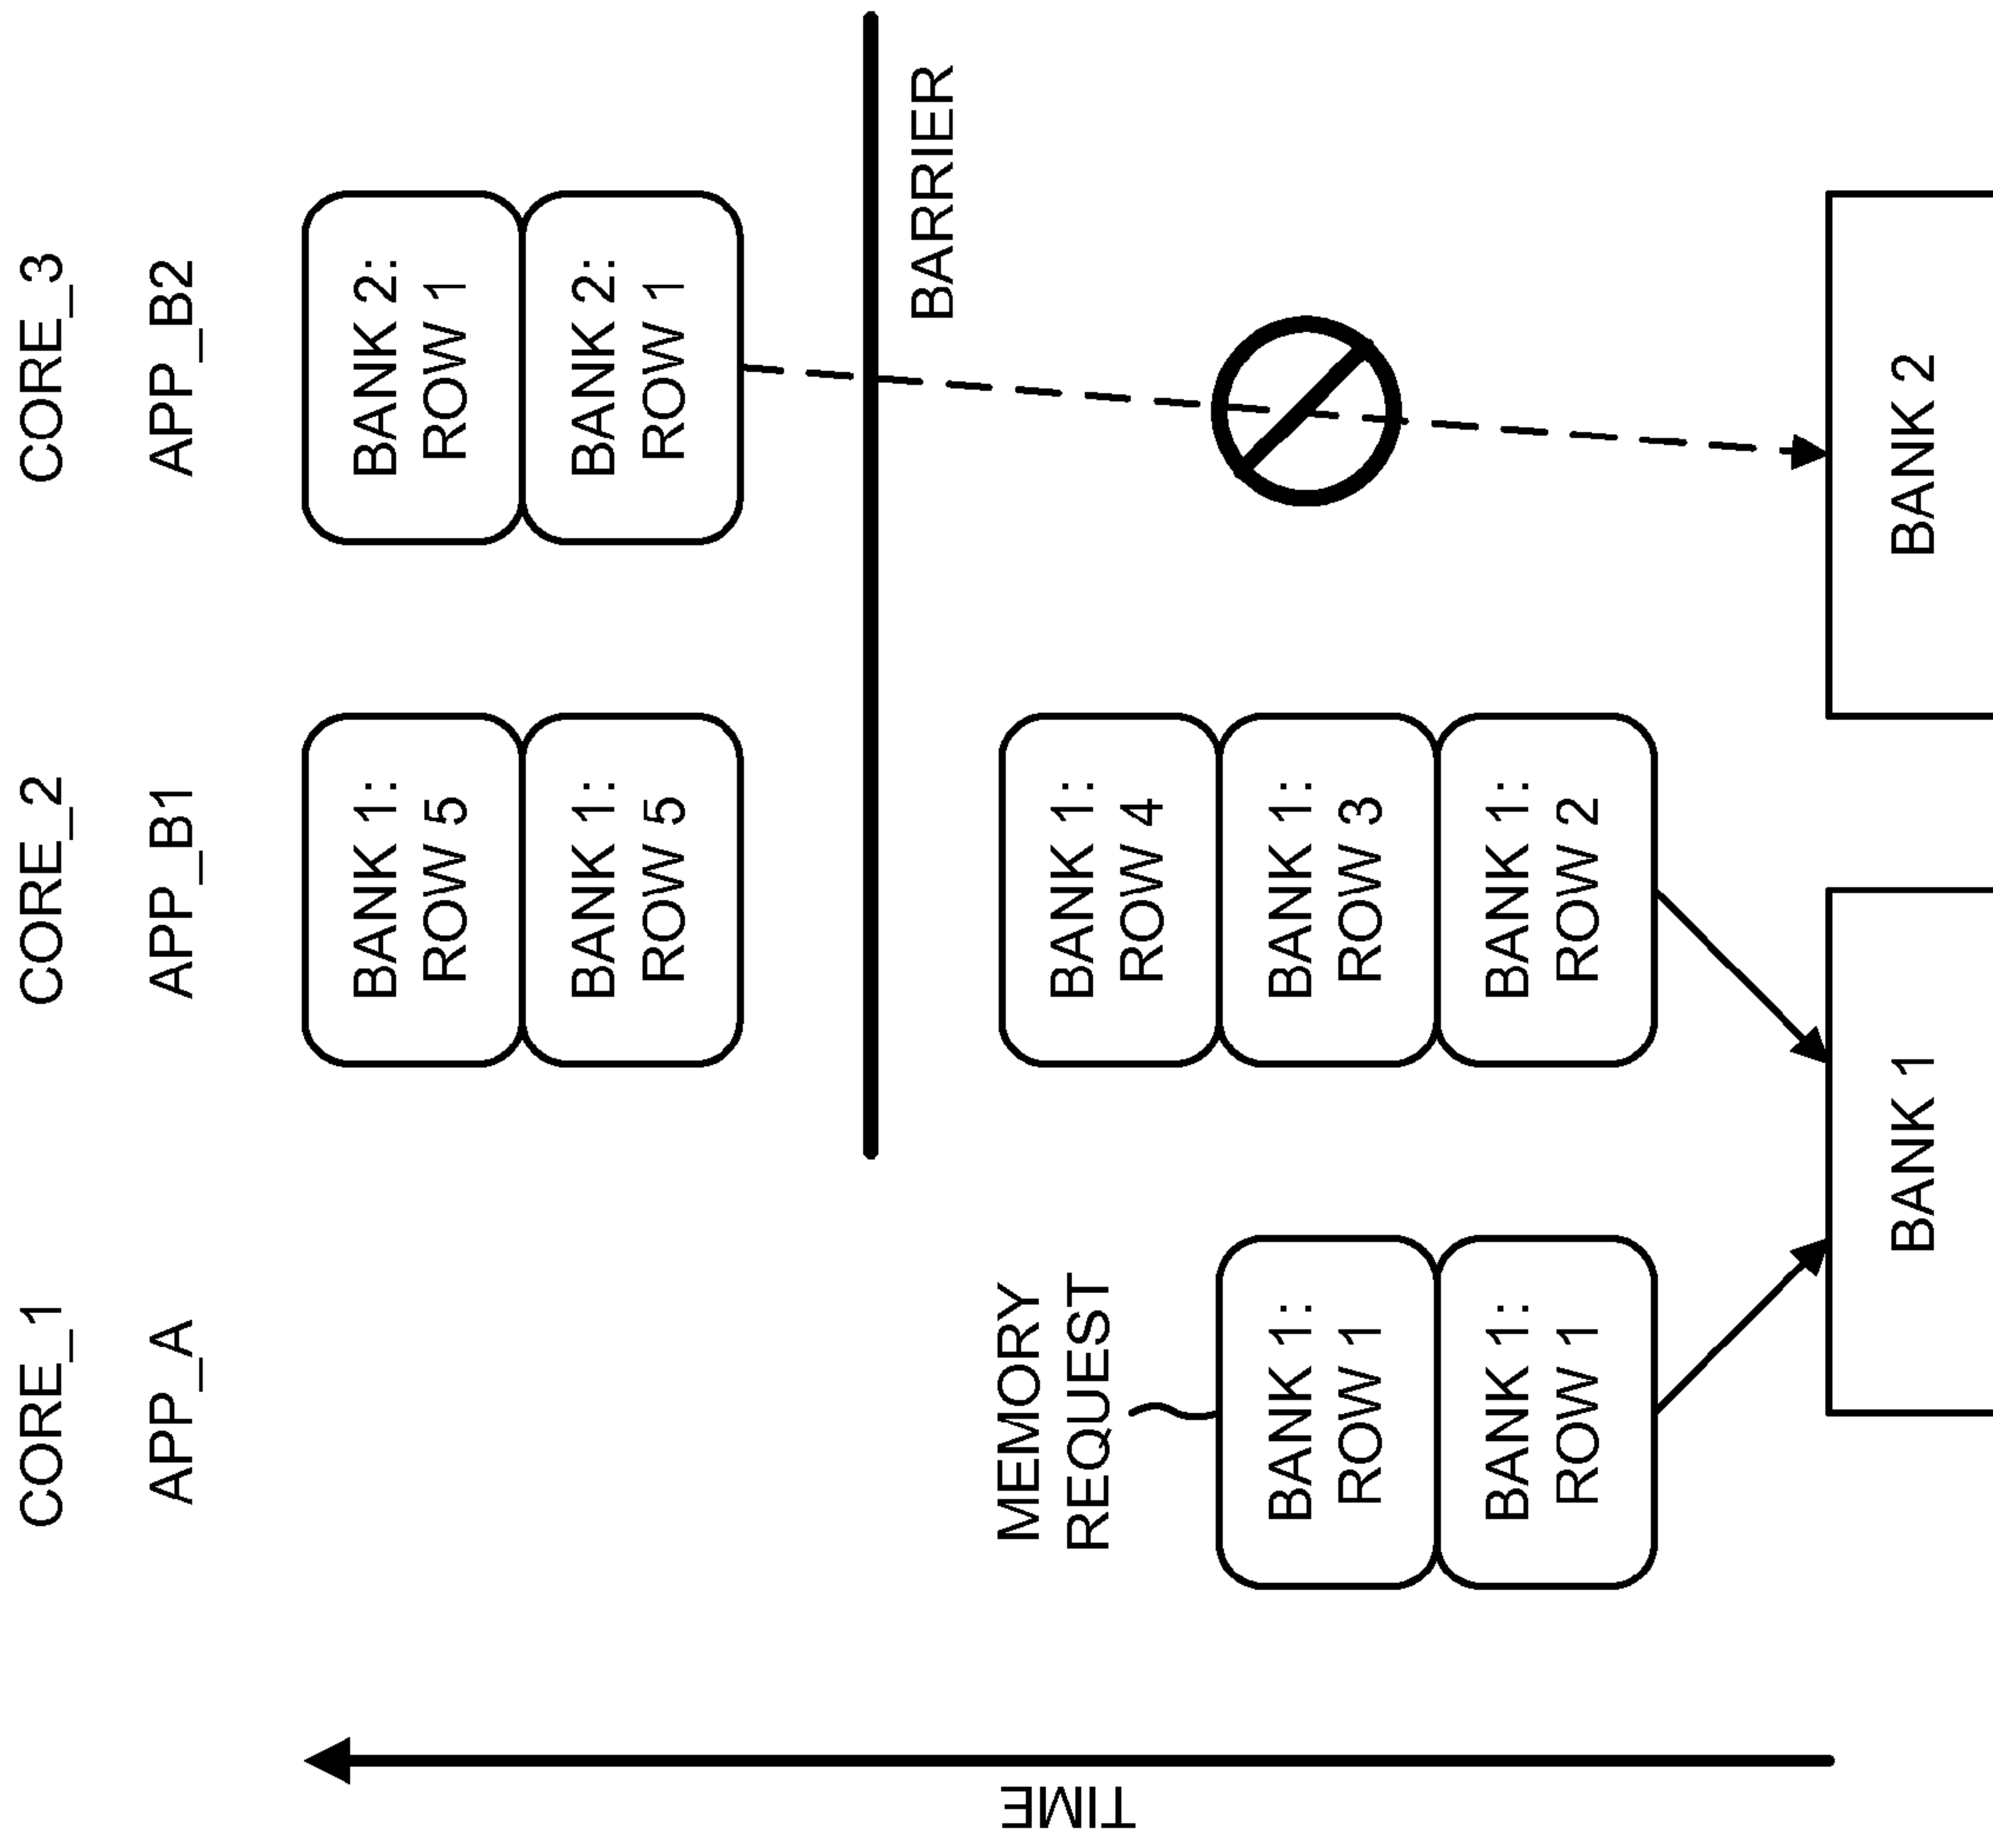 CORE_1
CORE_2
CORE_3
APP_A
APP_B1
APP_B2
BANK 1:
ROW 5
BANK 2:
ROW 1
BANK 1:
ROW 5
BANK 2:
ROW 1
BARRIER
TIME
MEMORY
REQUEST
BANK 1:
ROW 4
BANK 1:
ROW 1
BANK 1:
ROW 3
BANK 1:
ROW 1
BANK 1:
ROW 2
BANK 1
BANK 2